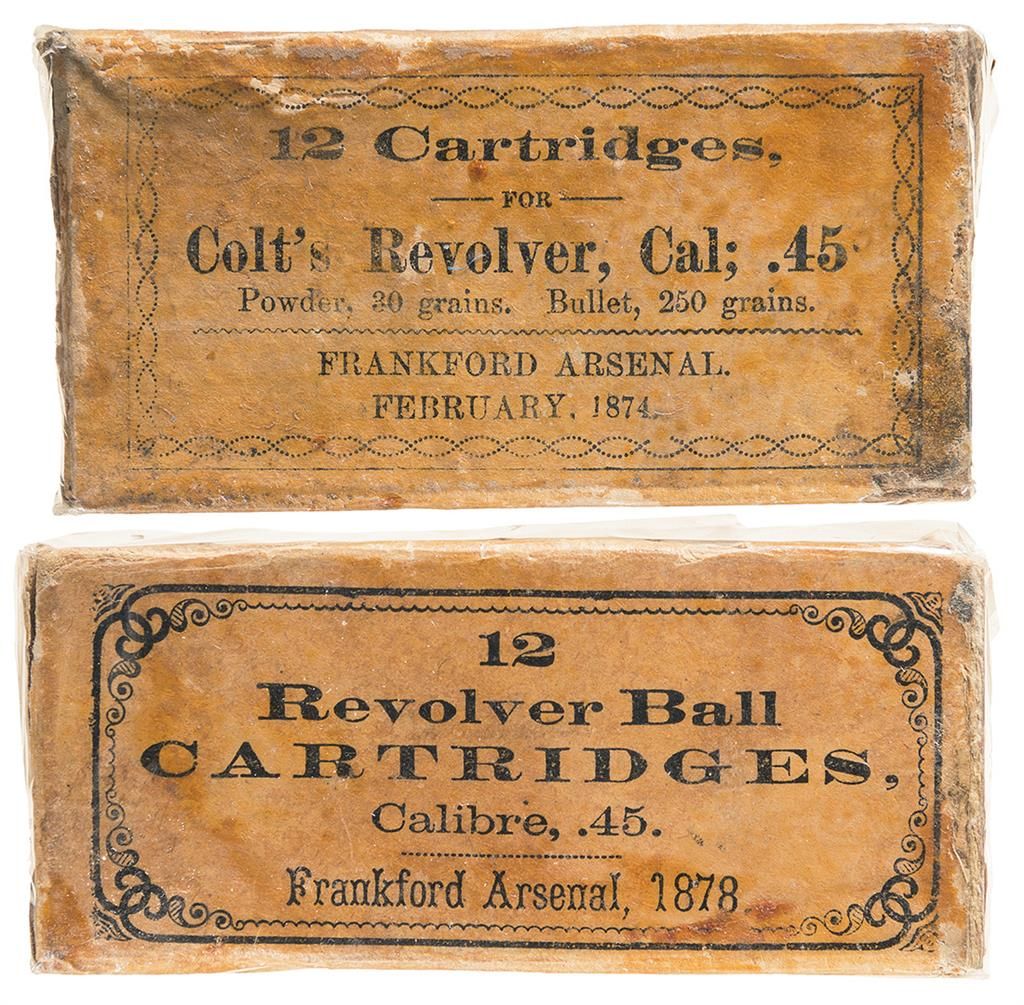 12 Cartridges,
FOR
Colt's Revolver, Cal; .45
Powder, 30 grains. Bullet, 250 grains.
FRANKFORD ARSENAL.
FEBRUARY, 1874.
12
Revolver Ball
CARTRIDGES,
Calibre, .45.
Frankford Arsenal, 1878